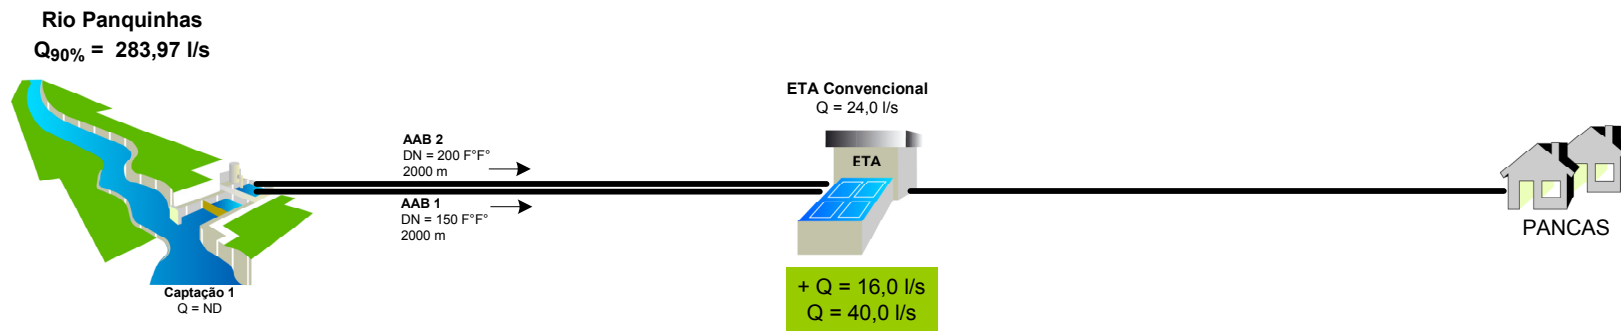 Rio Panquinhas
Q90% = 283,97 l/s
ETA Convencional
Q = 24,0 l/s
AAB 2
DN = 200 F°F°
2000 m
ETA
AAB 1
DN = 150 F°F°
2000 m
PANCAS
Captação 1
Q = ND
+ Q = 16,0 l/s
Q = 40,0 l/s